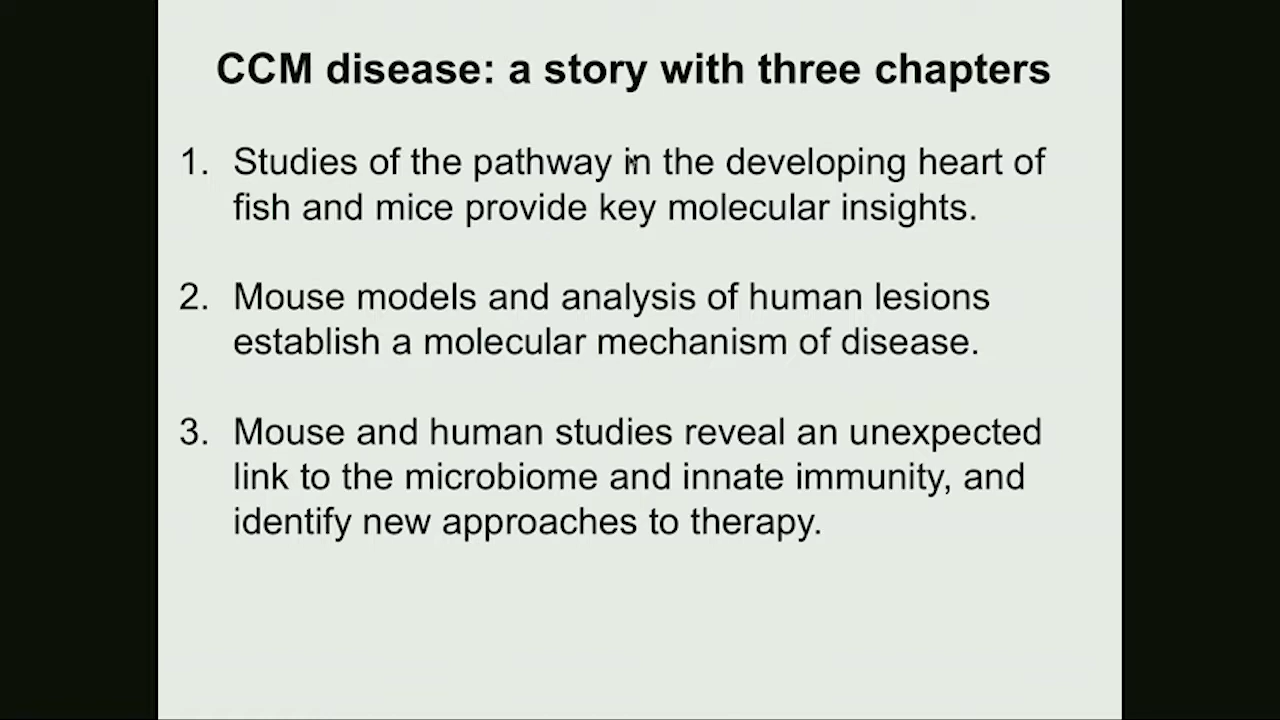 CCM disease: a story with three chapters
1. Studies of the pathway in the developing heart of
fish and mice provide key molecular insights.
2. Mouse models and analysis of human lesions
establish a molecular mechanism of disease.
3. Mouse and human studies reveal an unexpected
link to the microbiome and innate immunity, and
identify new approaches to therapy.